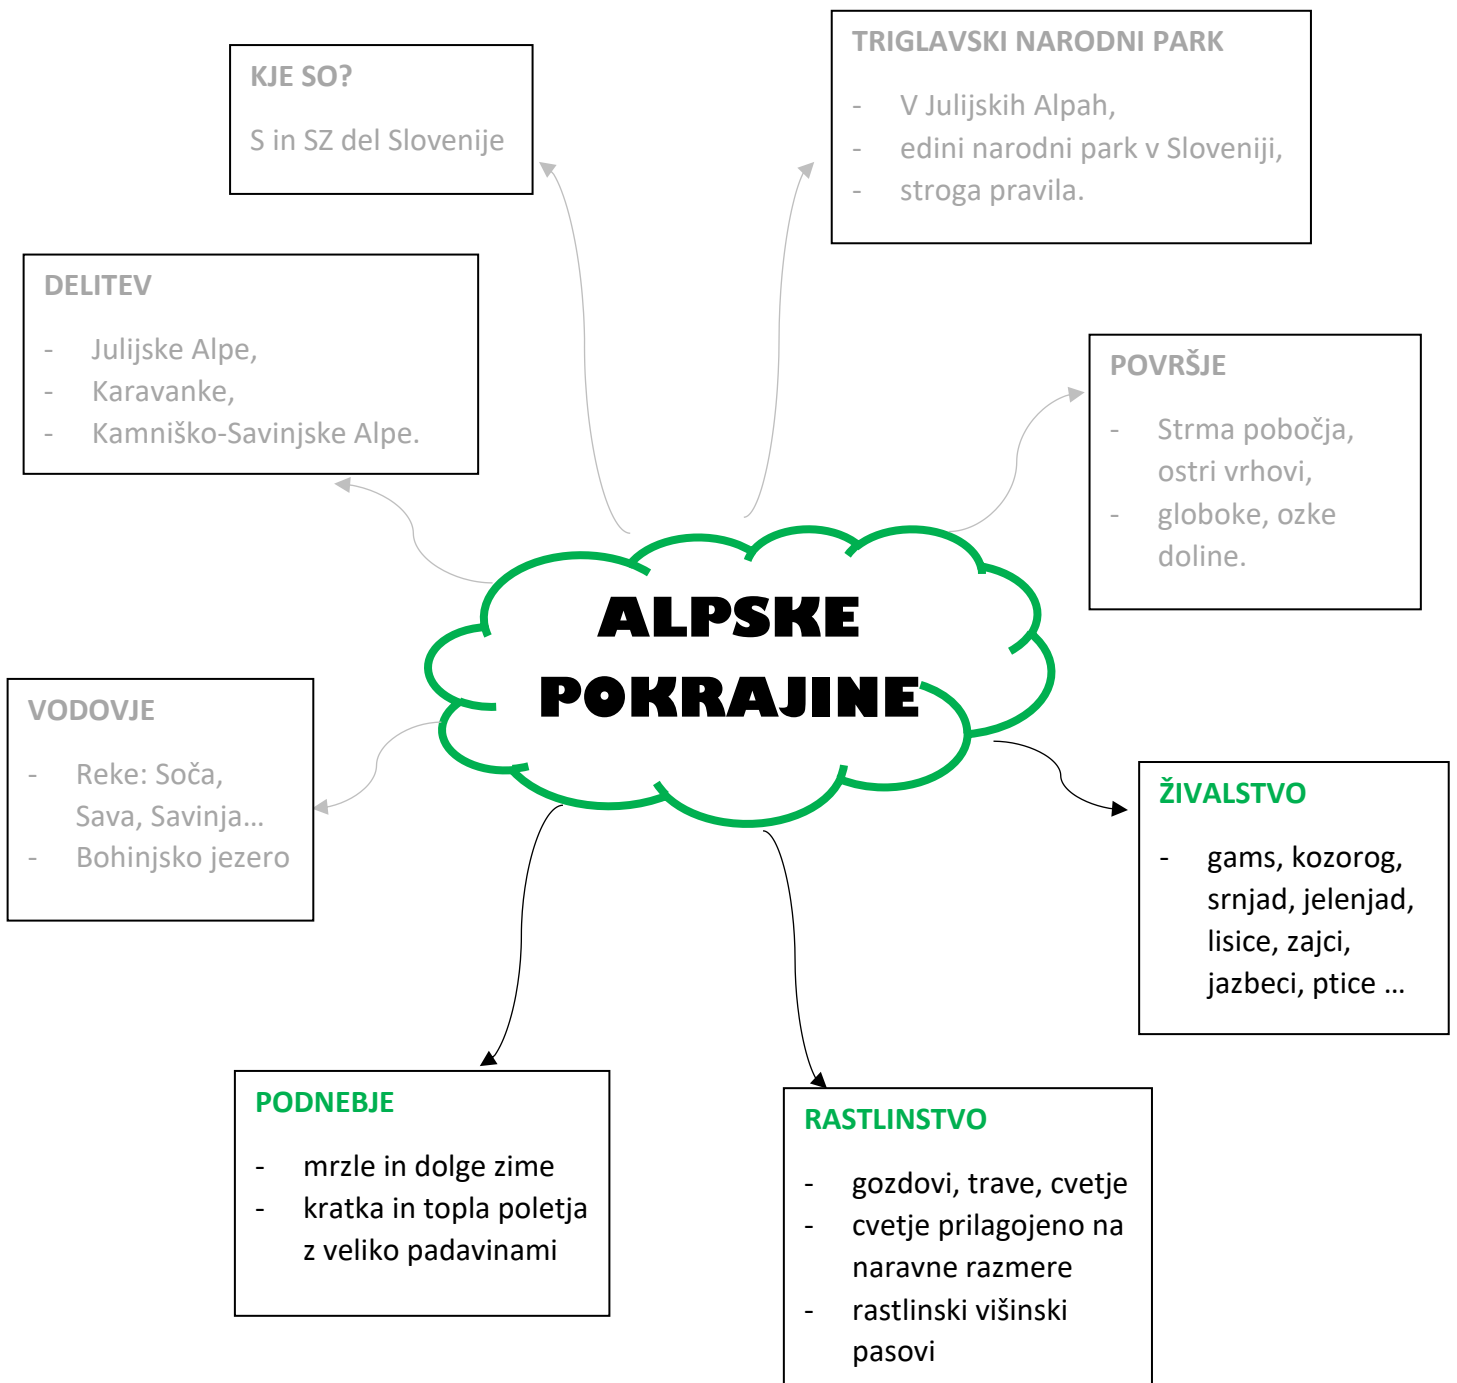 KJE SO?
S in SZ del Slovenije
TRIGLAVSKI NARODNI PARK
- V Julijskih Alpah,
- edini narodni park v Sloveniji,
- stroga pravila.
DELITEV
- Julijske Alpe,
- Karavanke,
- Kamniško-Savinjske Alpe.
POVRŠJE
- Strma pobočja,
ostri vrhovi,
- globoke, ozke
doline.
ALPSKE
POKRAJINE
VODOVJE
- Reke: Soča,
Sava, Savinja…
- Bohinjsko jezero
ŽIVALSTVO
- gams, kozorog,
srnjad, jelenjad,
lisice, zajci,
jazbeci, ptice …
PODNEBJE
- mrzle in dolge zime
- kratka in topla poletja
z veliko padavinami
RASTLINSTVO
- gozdovi, trave, cvetje
- cvetje prilagojeno na
naravne razmere
- rastlinski višinski
pasovi